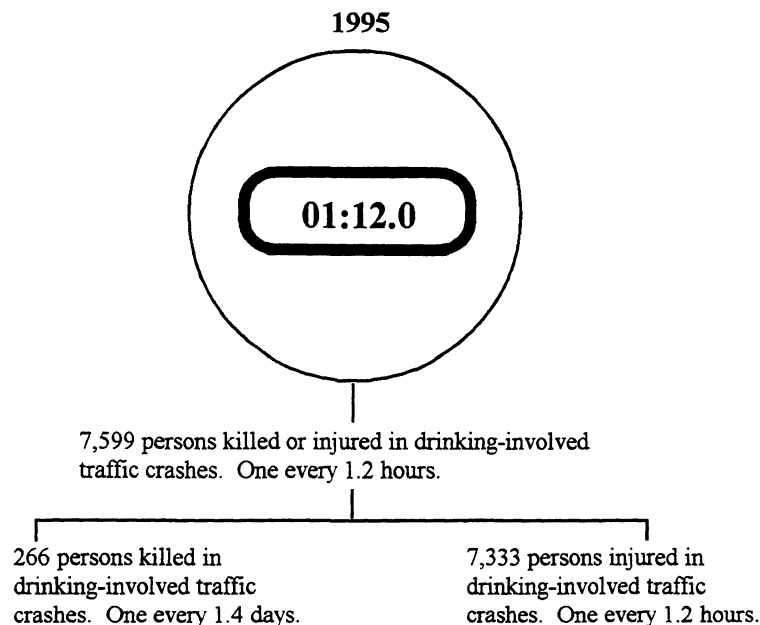 1995
01:12.0
7,599 persons killed or injured in drinking-involved
traffic crashes. One every 1.2 hours.
266 persons killed in
drinking-involved traffic
crashes. One every 1.4 days.
7,333 persons injured in
drinking-involved traffic
crashes. One every 1.2 hours.